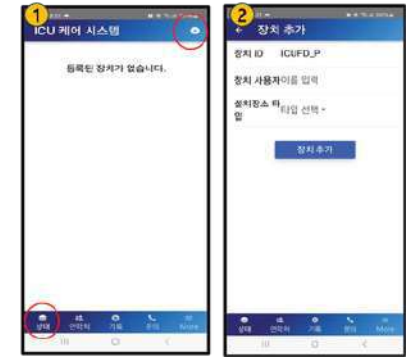 1
ICU 케어 시스템
등록된 장치가 없습니다.
상태 연락처 기록 문의 More
2
장치 추가
장치 ID ICUFD_P
장치 사용자 이름 입력
설치장소 타입 타입 선택
장치 추가
상태 연락처 기록 문의 More